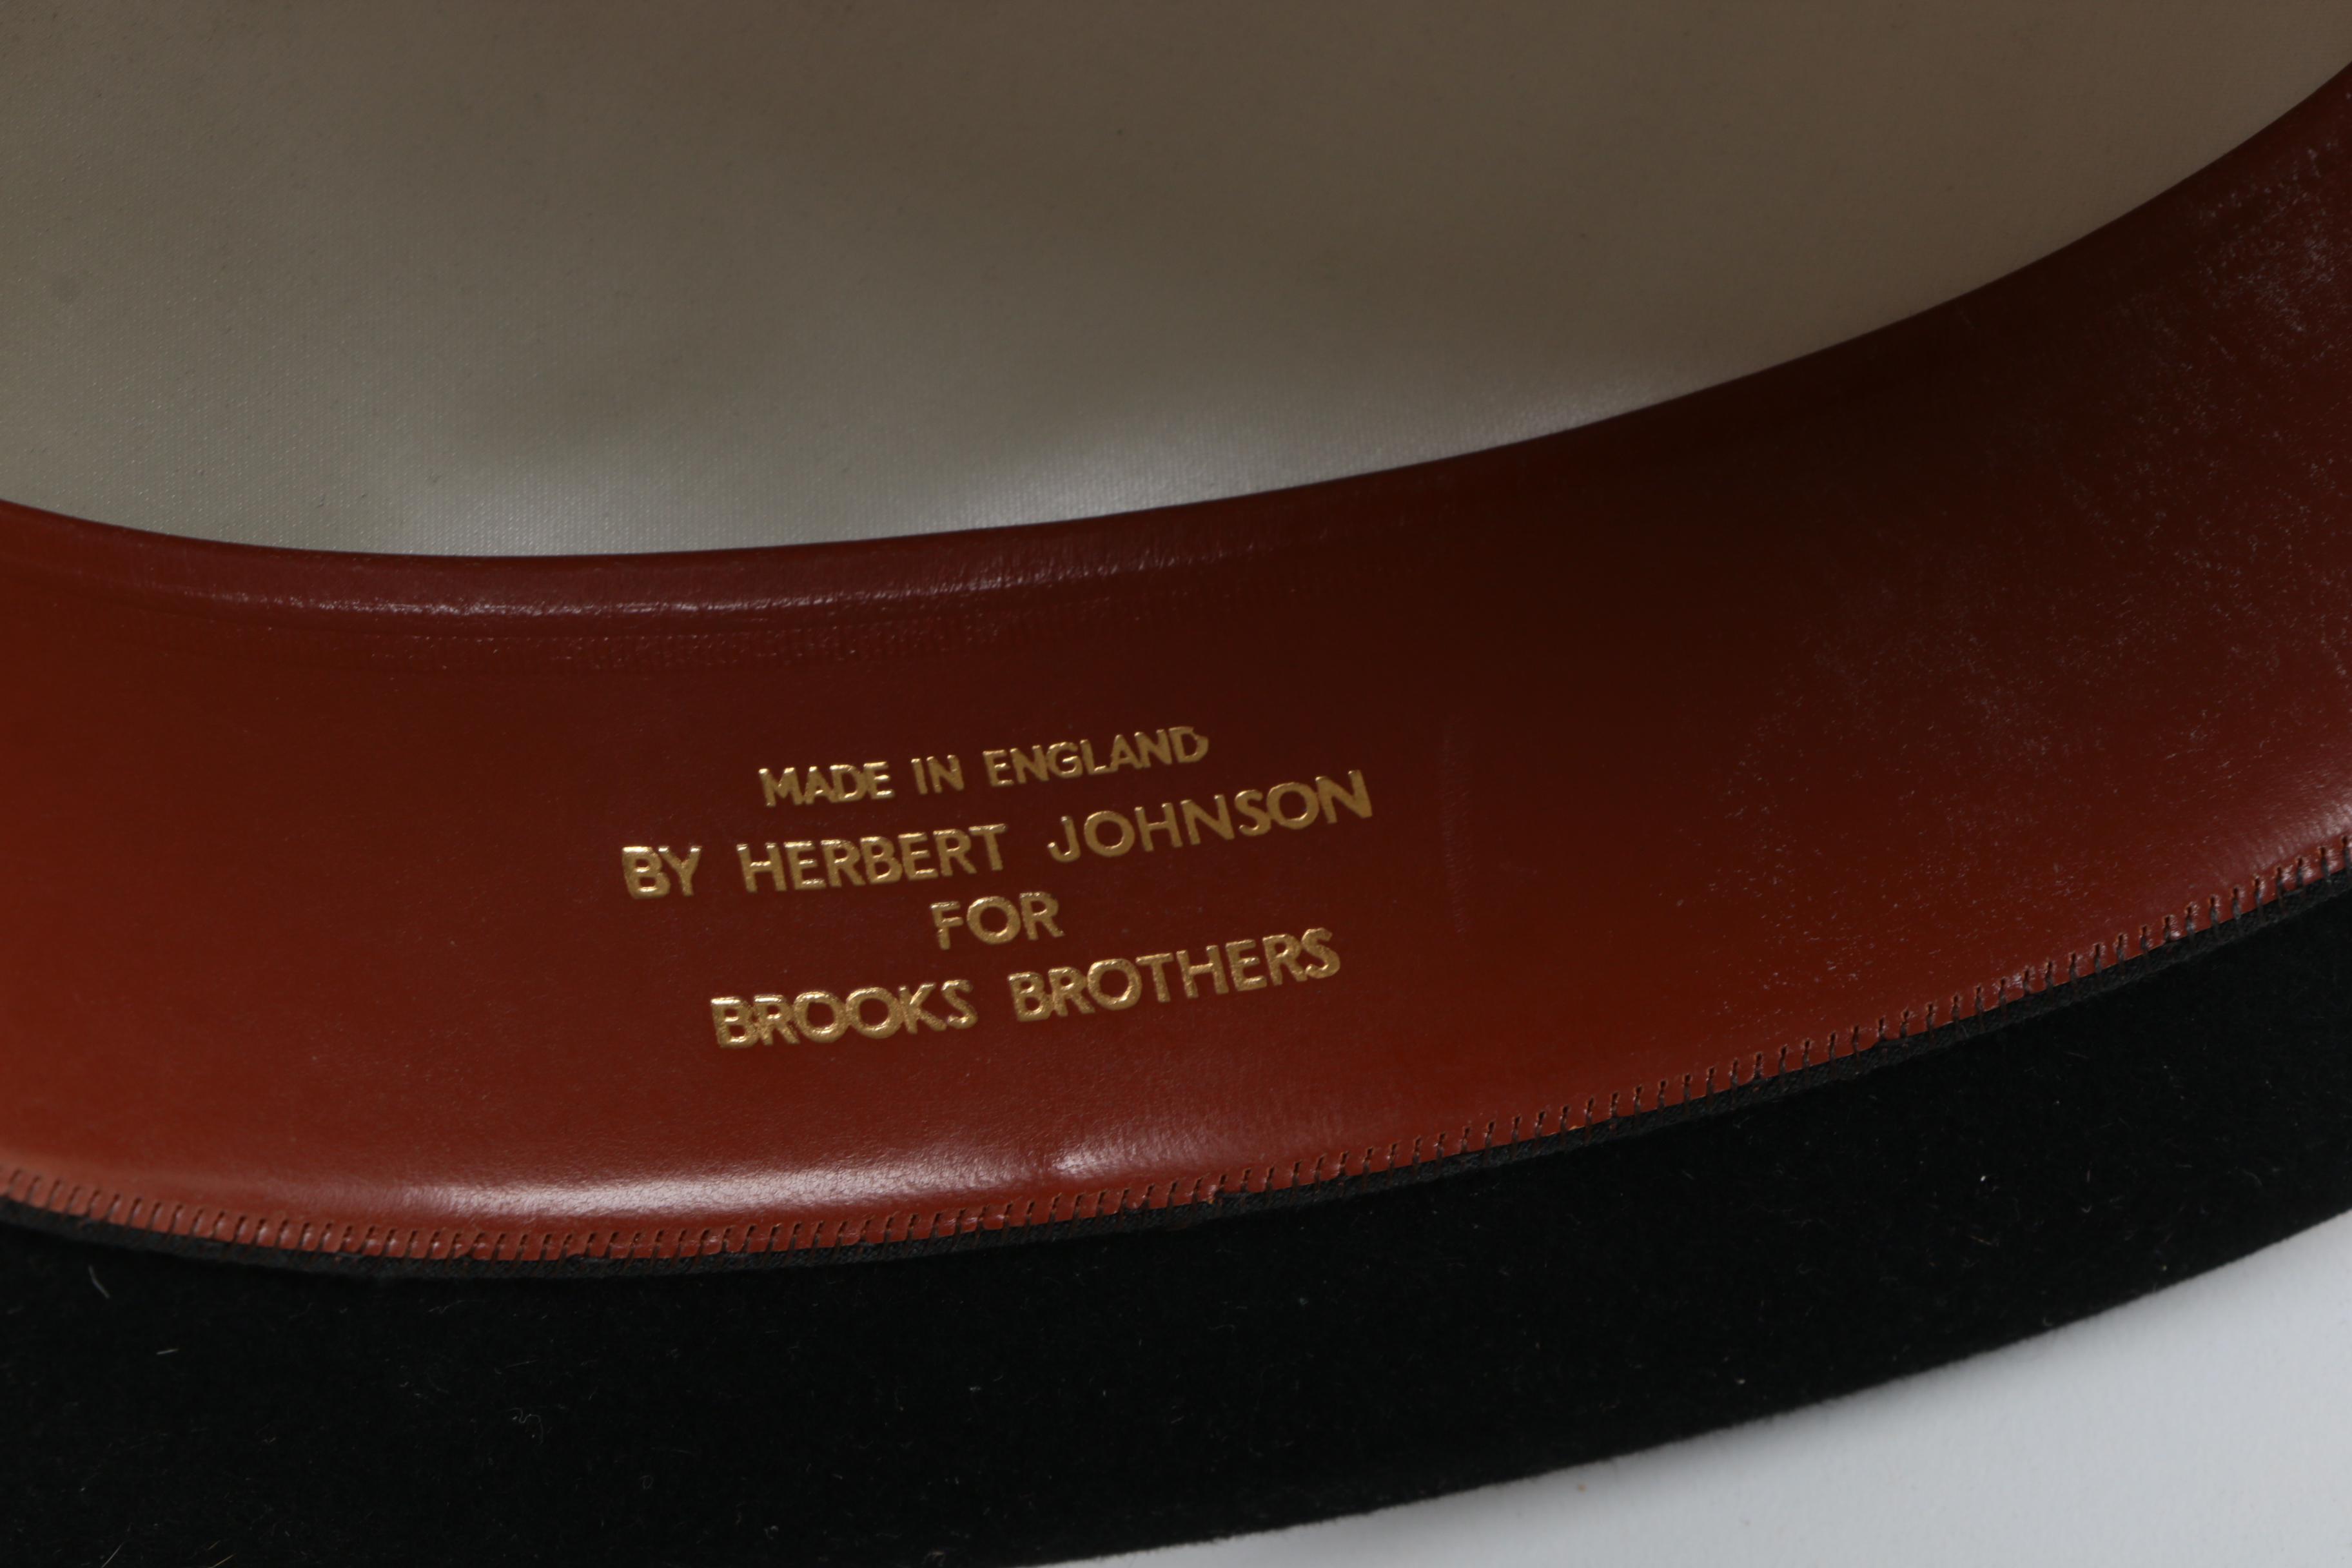 MADE IN ENGLAND
BY HERBERT JOHNSON
FOR
BROOKS BROTHERS